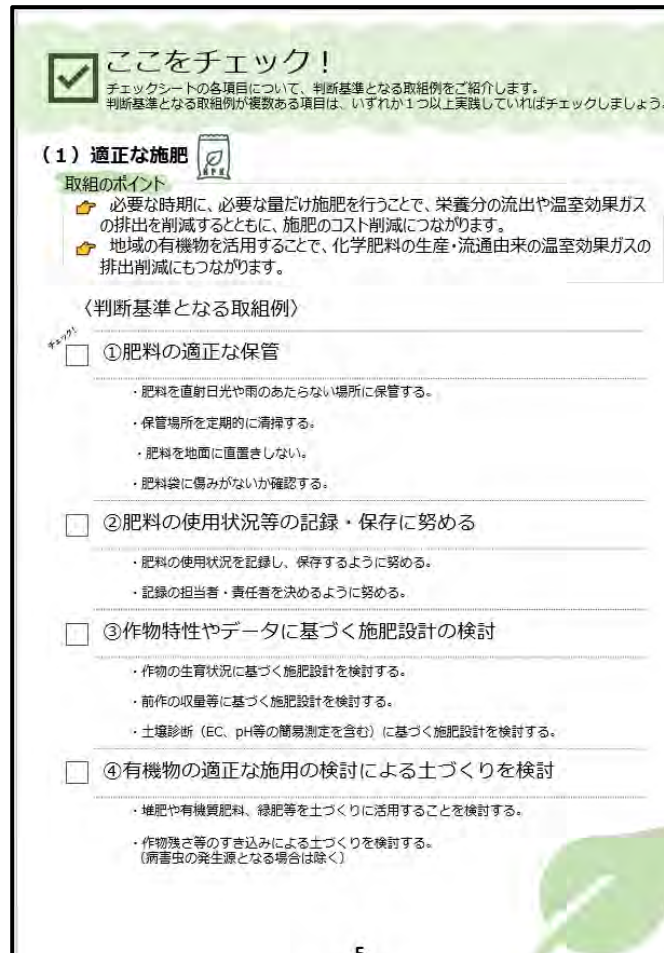 ここをチェック！
チェックシートの各項目について、判断基準となる取組例をご紹介します。
判断基準となる取組例が複数ある項目は、いずれか１つ以上実践していればチェックしましょう。
（１）適正な施肥
NPK
取組のポイント
必要な時期に、必要な量だけ施肥を行うことで、栄養分の流出や温室効果ガス
の排出を削減するとともに、施肥のコスト削減につながります。
地域の有機物を活用することで、化学肥料の生産・流通由来の温室効果ガスの
排出削減にもつながります。
〈判断基準となる取組例〉
チェック！
①肥料の適正な保管
・肥料を直射日光や雨のあたらない場所に保管する。
・保管場所を定期的に清掃する。
・肥料を地面に直置きしない。
・肥料袋に傷みがないか確認する。
②肥料の使用状況等の記録・保存に努める
・肥料の使用状況を記録し、保存するように努める。
・記録の担当者・責任者を決めるように努める。
③作物特性やデータに基づく施肥設計の検討
・作物の生育状況に基づく施肥設計を検討する。
・前作の収量等に基づく施肥設計を検討する。
・土壌診断（EC、pH等の簡易測定を含む）に基づく施肥設計を検討する。
④有機物の適正な施用の検討による土づくりを検討
・堆肥や有機質肥料、緑肥等を土づくりに活用することを検討する。
・作物残さ等のすき込みによる土づくりを検討する。
（病害虫の発生源となる場合は除く）
5